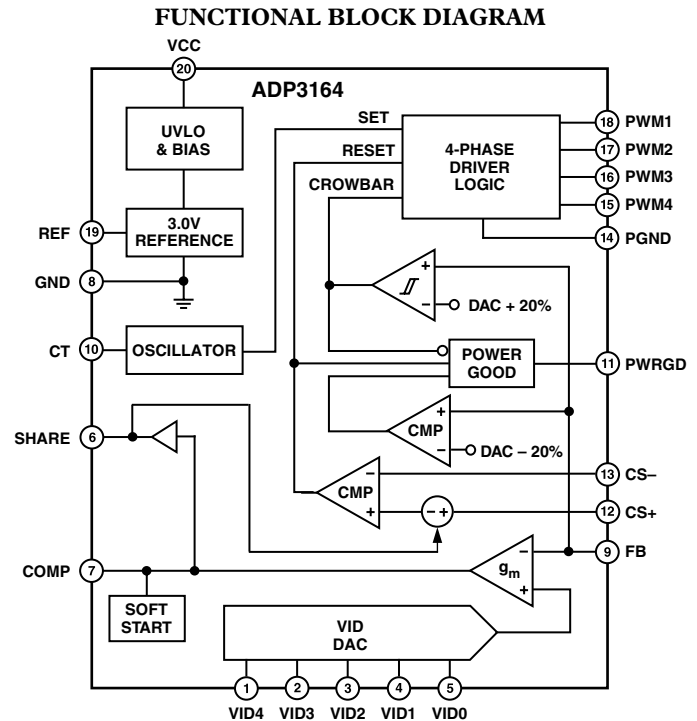 FUNCTIONAL BLOCK DIAGRAM
VCC
20
ADP3164
UVLO
& BIAS
SET
RESET
CROWBAR
4-PHASE
DRIVER
LOGIC
18 PWM1
17 PWM2
16 PWM3
15 PWM4
14 PGND
REF 19
3.0V
REFERENCE
GND 8
+
– DAC + 20%
CT 10
OSCILLATOR
POWER
GOOD
11 PWRGD
SHARE 6
CMP
+
– DAC – 20%
CMP
–
+
– +
13 CS–
12 CS+
9 FB
COMP 7
gm
–
+
SOFT
START
VID
DAC
1 2 3 4 5
VID4 VID3 VID2 VID1 VID0